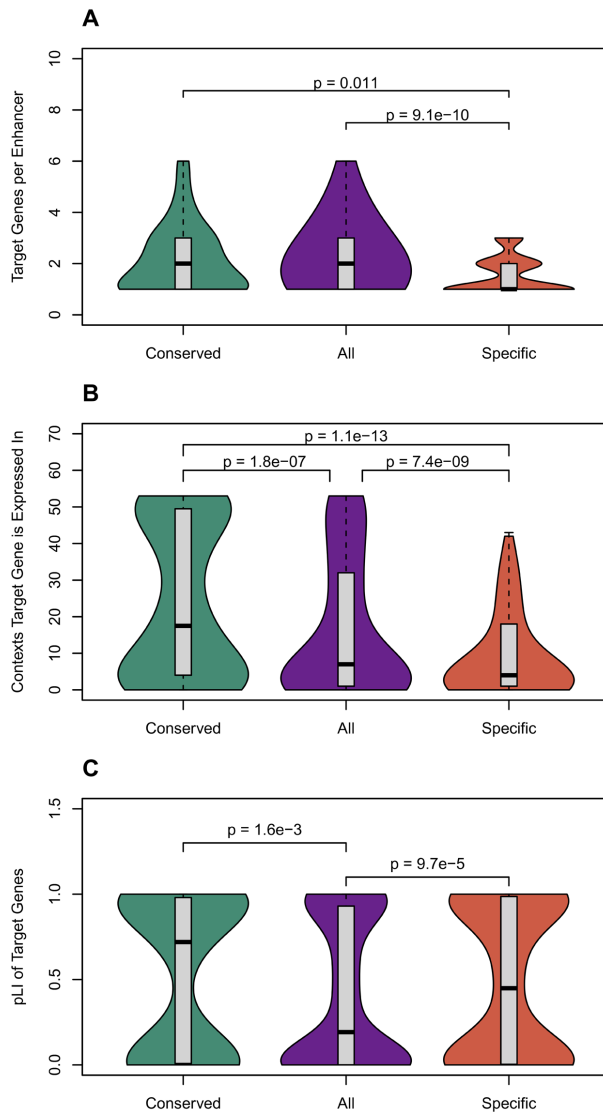 A
Target Genes per Enhancer
10
8
6
4
2
0
p = 0.011
p = 9.1e−10
Conserved All Specific
B
Contexts Target Gene is Expressed In
70
60
50
40
30
20
10
0
p = 1.1e−13
p = 1.8e−07 p = 7.4e−09
Conserved All Specific
C
pLI of Target Genes
1.5
1.0
0.5
0.0
p = 1.6e−3
p = 9.7e−5
Conserved All Specific